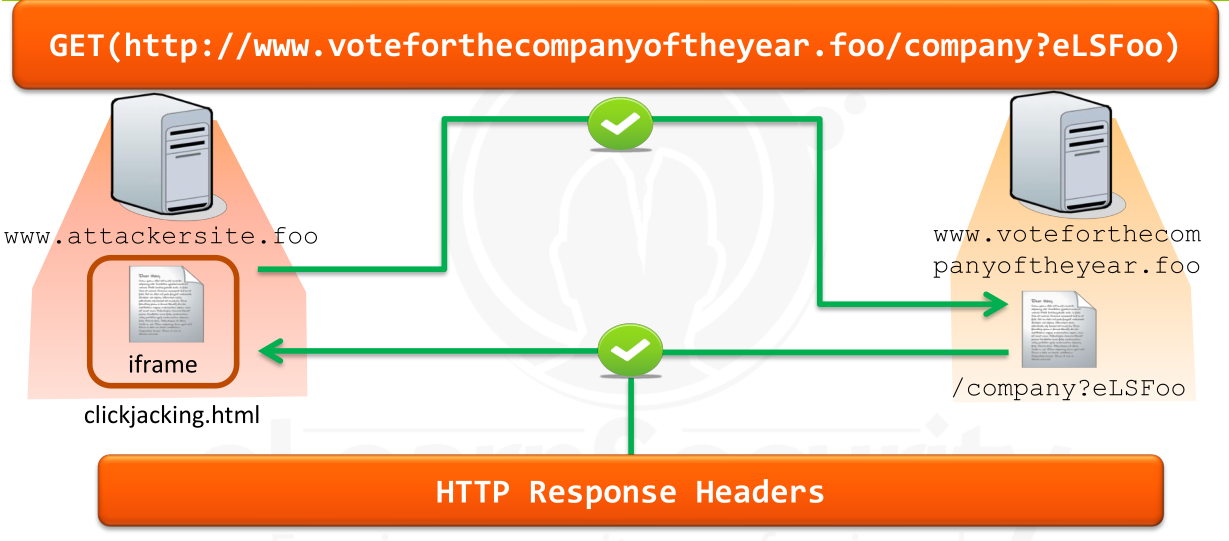 GET(http://www.voteforthecompanyoftheyear.foo/company?eLSFoo)
www.attackersite.foo
www.voteforthecom
panyoftheyear.foo
iframe
/company?eLSFoo
clickjacking.html
eLearnSecurity
HTTP Response Headers